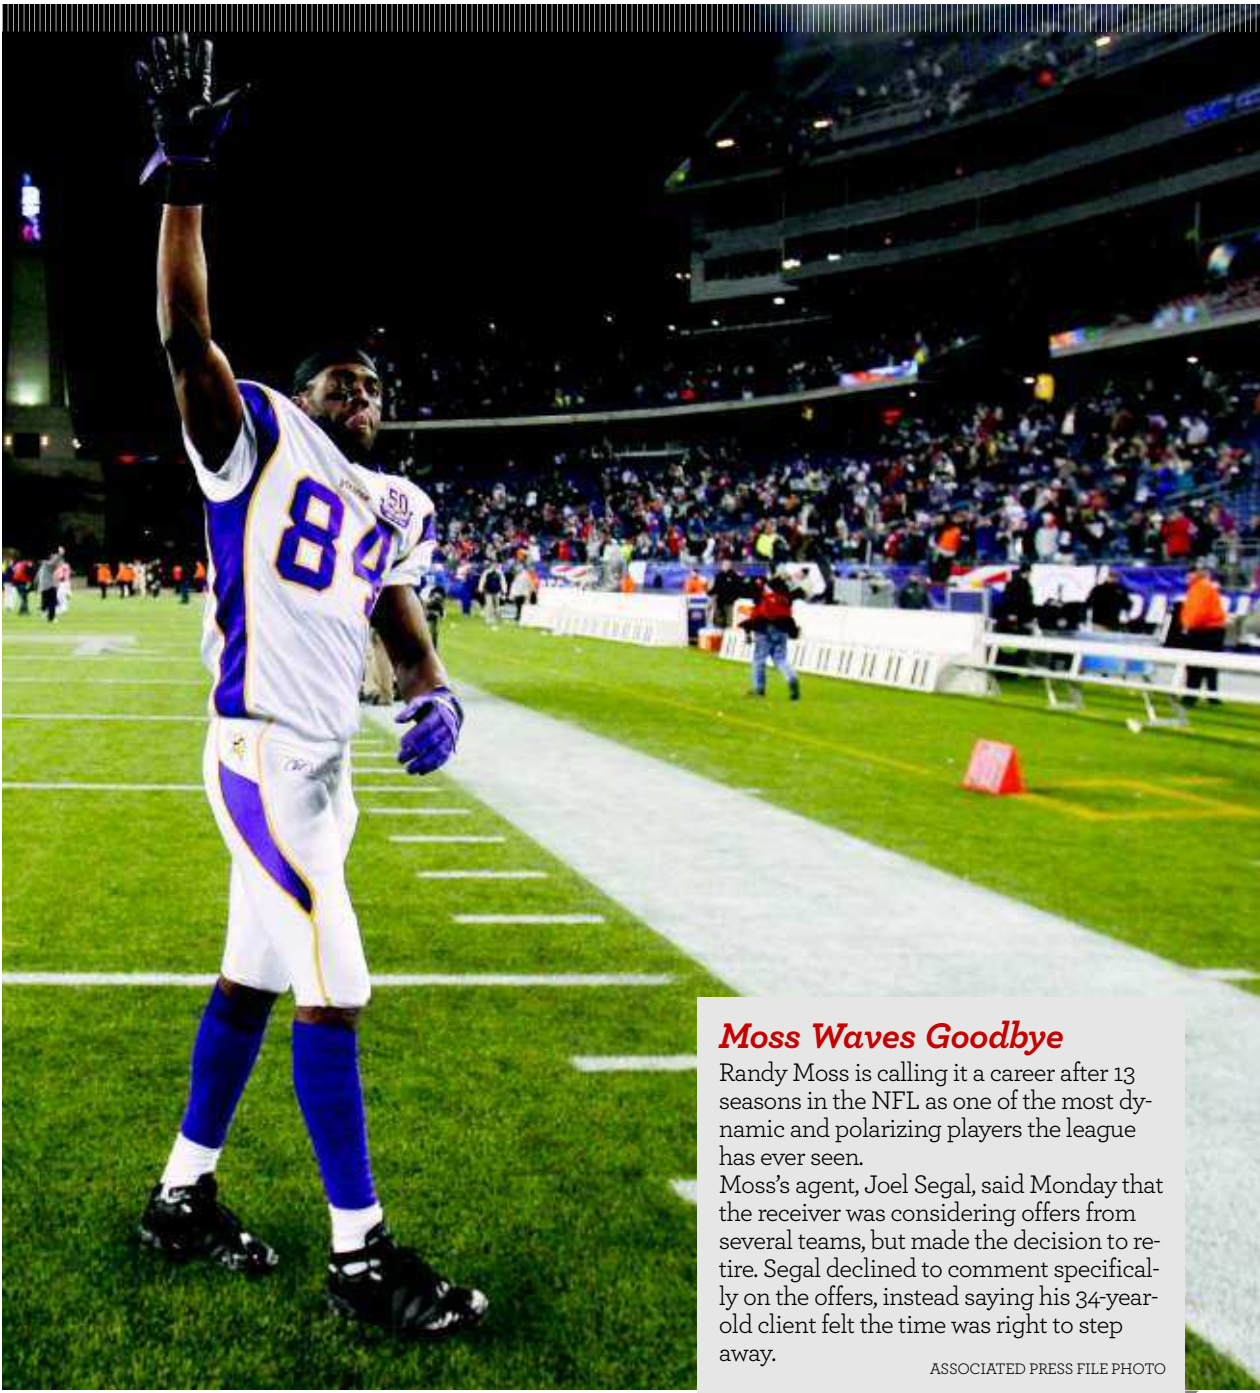 84
50
Moss Waves Goodbye
Randy Moss is calling it a career after 13
seasons in the NFL as one of the most dy-
namic and polarizing players the league
has ever seen.
Moss’s agent, Joel Segal, said Monday that
the receiver was considering offers from
several teams, but made the decision to re-
tire. Segal declined to comment specifical-
ly on the offers, instead saying his 34-year-
old client felt the time was right to step
away.
ASSOCIATED PRESS FILE PHOTO